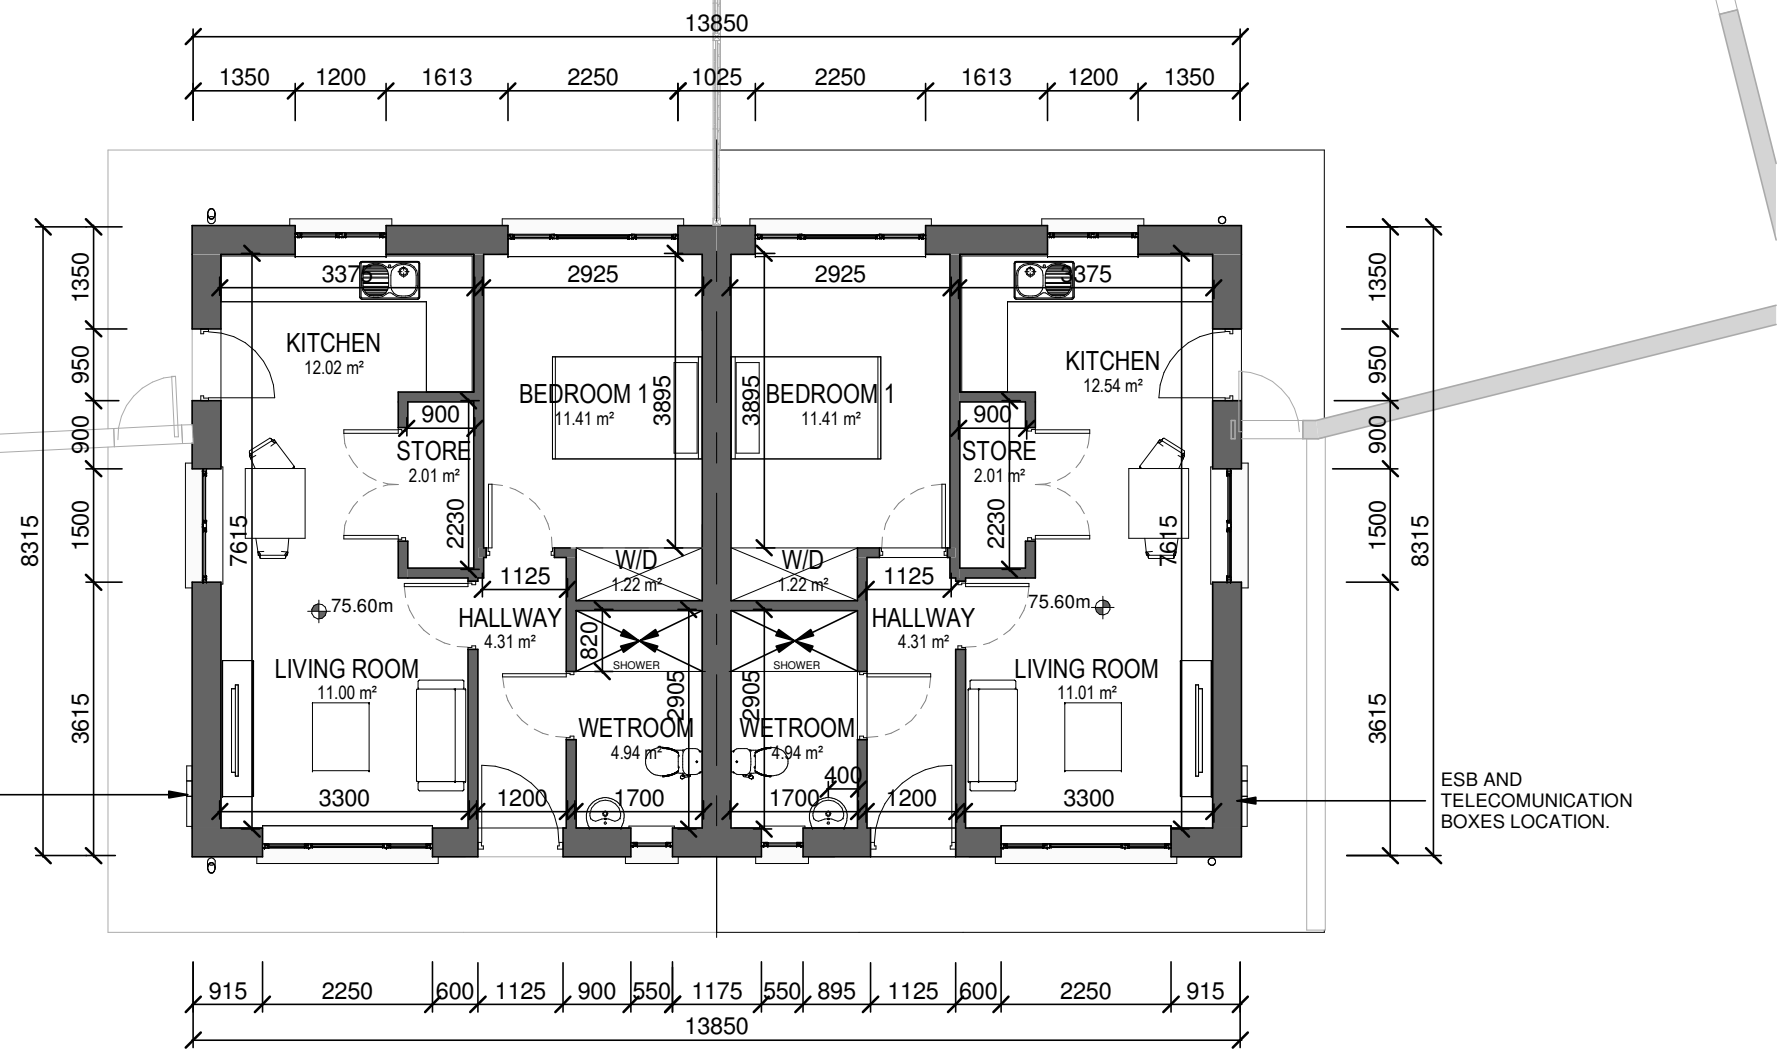 13850
1350 1200 1613 2250 1025 2250 1613 1200 1350
3375 2925 2925 3375
1350 950 900 1500 3615
8315
KITCHEN
12.02 m²
BEDROOM 1
11.41 m²
3895
3895
BEDROOM 1
11.41 m²
KITCHEN
12.54 m²
1350 950 900 1500 3615
8315
900
STORE
2.01 m²
2230
900
STORE
2.01 m²
2230
7615
7615
W/D
1.22 m²
W/D
1.22 m²
1125
1125
75.60m
75.60m
HALLWAY
4.31 m²
HALLWAY
4.31 m²
820
SHOWER
SHOWER
LIVING ROOM
11.00 m²
LIVING ROOM
11.01 m²
2905
2905
WETROOM
4.94 m²
WETROOM
4.94 m²
400
3300 1200 1700 1700 1200 3300
ESB AND
TELECOMUNICATION
BOXES LOCATION.
915 2250 600 1125 900 550 1175 550 895 1125 600 2250 915
13850